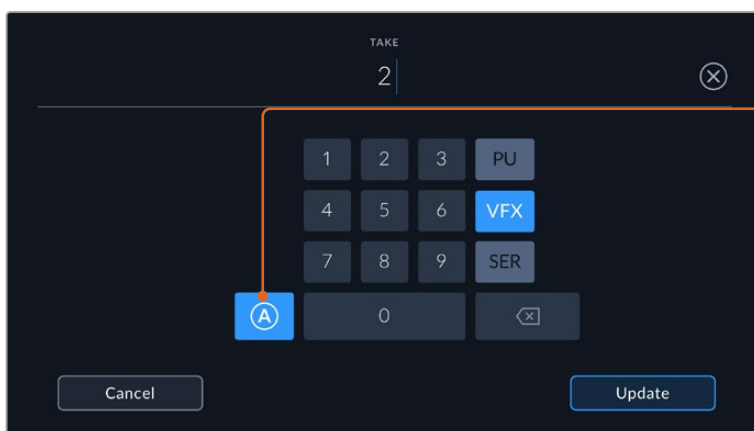 TAKE
2
1 2 3 PU
4 5 6 VFX
7 8 9 SER
A 0
Cancel Update